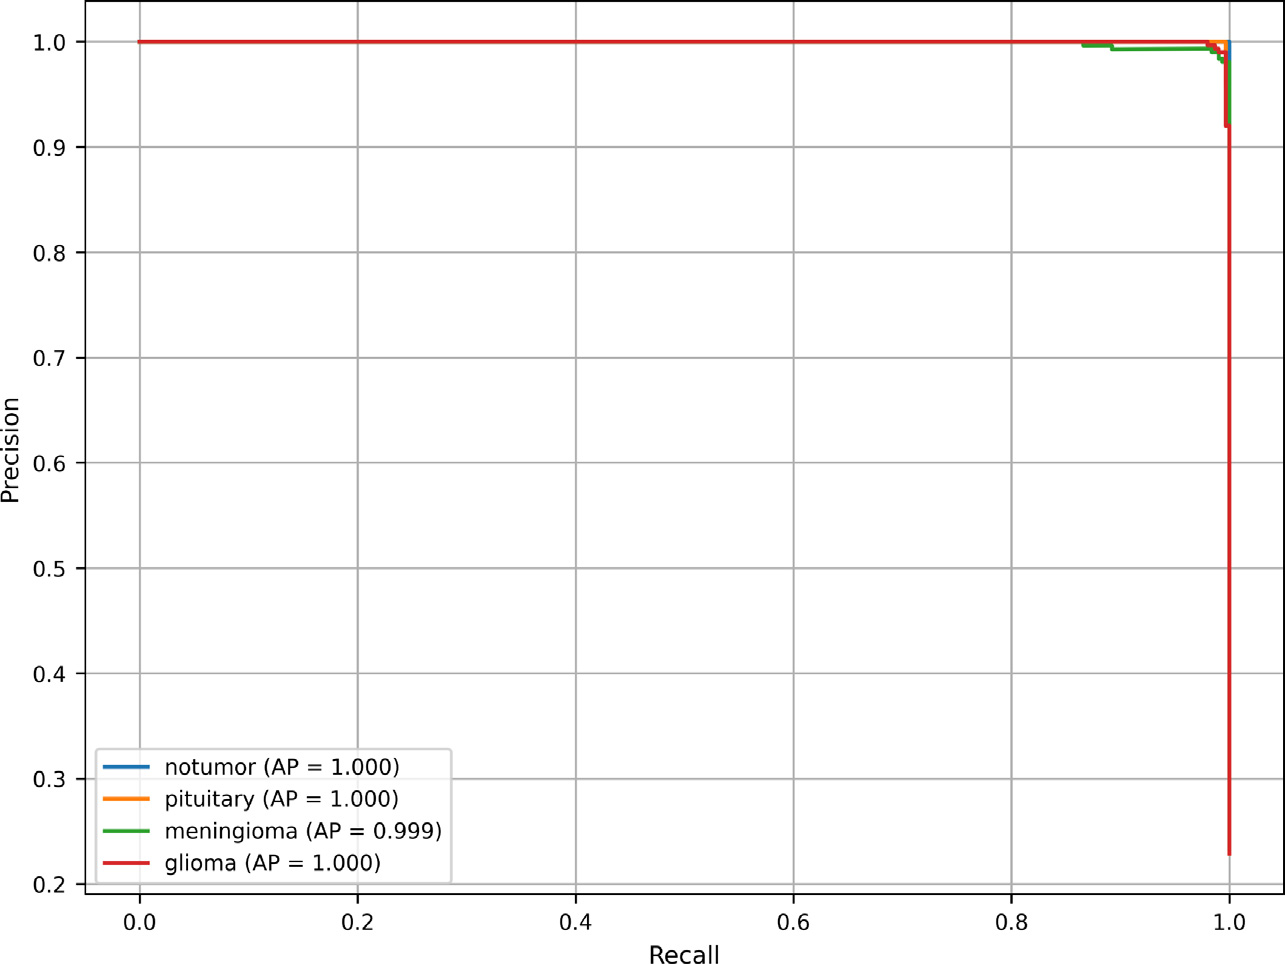 1.0
0.9
0.8
0.7
0.6
0.5
0.4
0.3
0.2
Precision
notumor (AP = 1.000)
pituitary (AP = 1.000)
meningioma (AP = 0.999)
glioma (AP = 1.000)
0.0 0.2 0.4 0.6 0.8 1.0
Recall